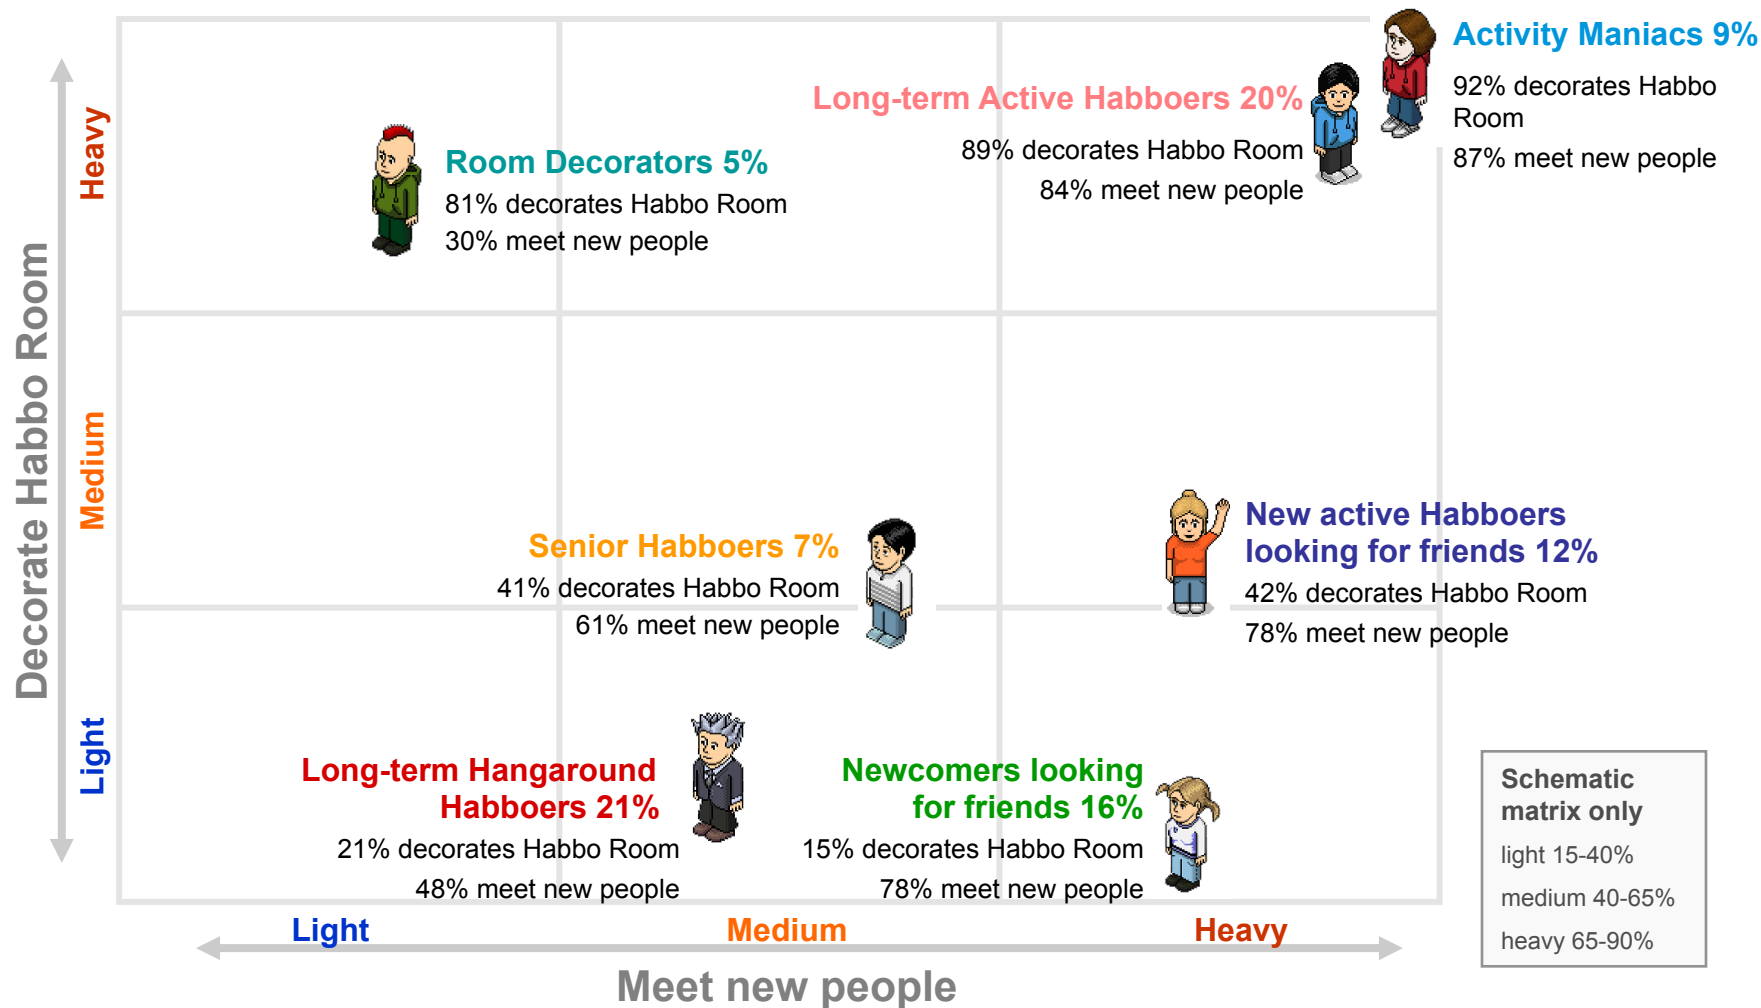 Activity Maniacs 9%
92% decorates Habbo
Room
87% meet new people
Long-term Active Habboers 20%
89% decorates Habbo Room
84% meet new people
Room Decorators 5%
81% decorates Habbo Room
30% meet new people
Decorate Habbo Room
Heavy
Medium
Light
Senior Habboers 7%
41% decorates Habbo Room
61% meet new people
New active Habboers
looking for friends 12%
42% decorates Habbo Room
78% meet new people
Long-term Hangaround
Habboers 21%
21% decorates Habbo Room
48% meet new people
Newcomers looking
for friends 16%
15% decorates Habbo Room
78% meet new people
Schematic
matrix only
light 15-40%
medium 40-65%
heavy 65-90%
Light
Medium
Heavy
Meet new people